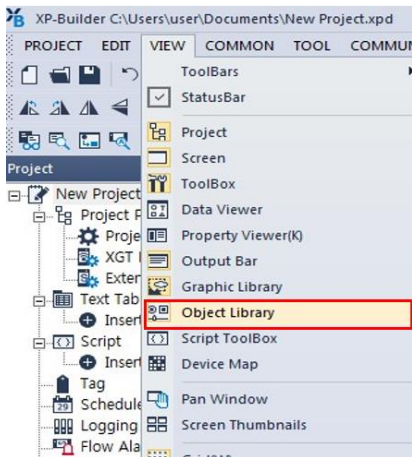 XP-Builder C:\Users\user\Documents\New Project.xpd
PROJECT EDIT VIEW COMMON TOOL COMMUN
ToolBars
StatusBar
Project
Screen
ToolBox
Data Viewer
Property Viewer(K)
Output Bar
Graphic Library
Object Library
Script ToolBox
Device Map
Pan Window
Screen Thumbnails
Project
New Project
Project P
Proje
XGT
Exten
Text Tab
Insert
Script
Insert
Tag
Schedule
Logging
Flow Ala